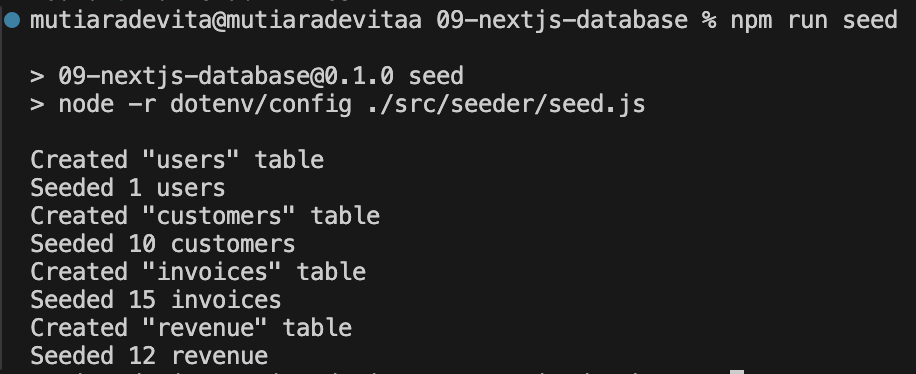 mutiaradevita@mutiaradevitaa 09-nextjs-database % npm run seed
> 09-nextjs-database@0.1.0 seed
> node -r dotenv/config ./src/seeder/seed.js
Created "users" table
Seeded 1 users
Created "customers" table
Seeded 10 customers
Created "invoices" table
Seeded 15 invoices
Created "revenue" table
Seeded 12 revenue